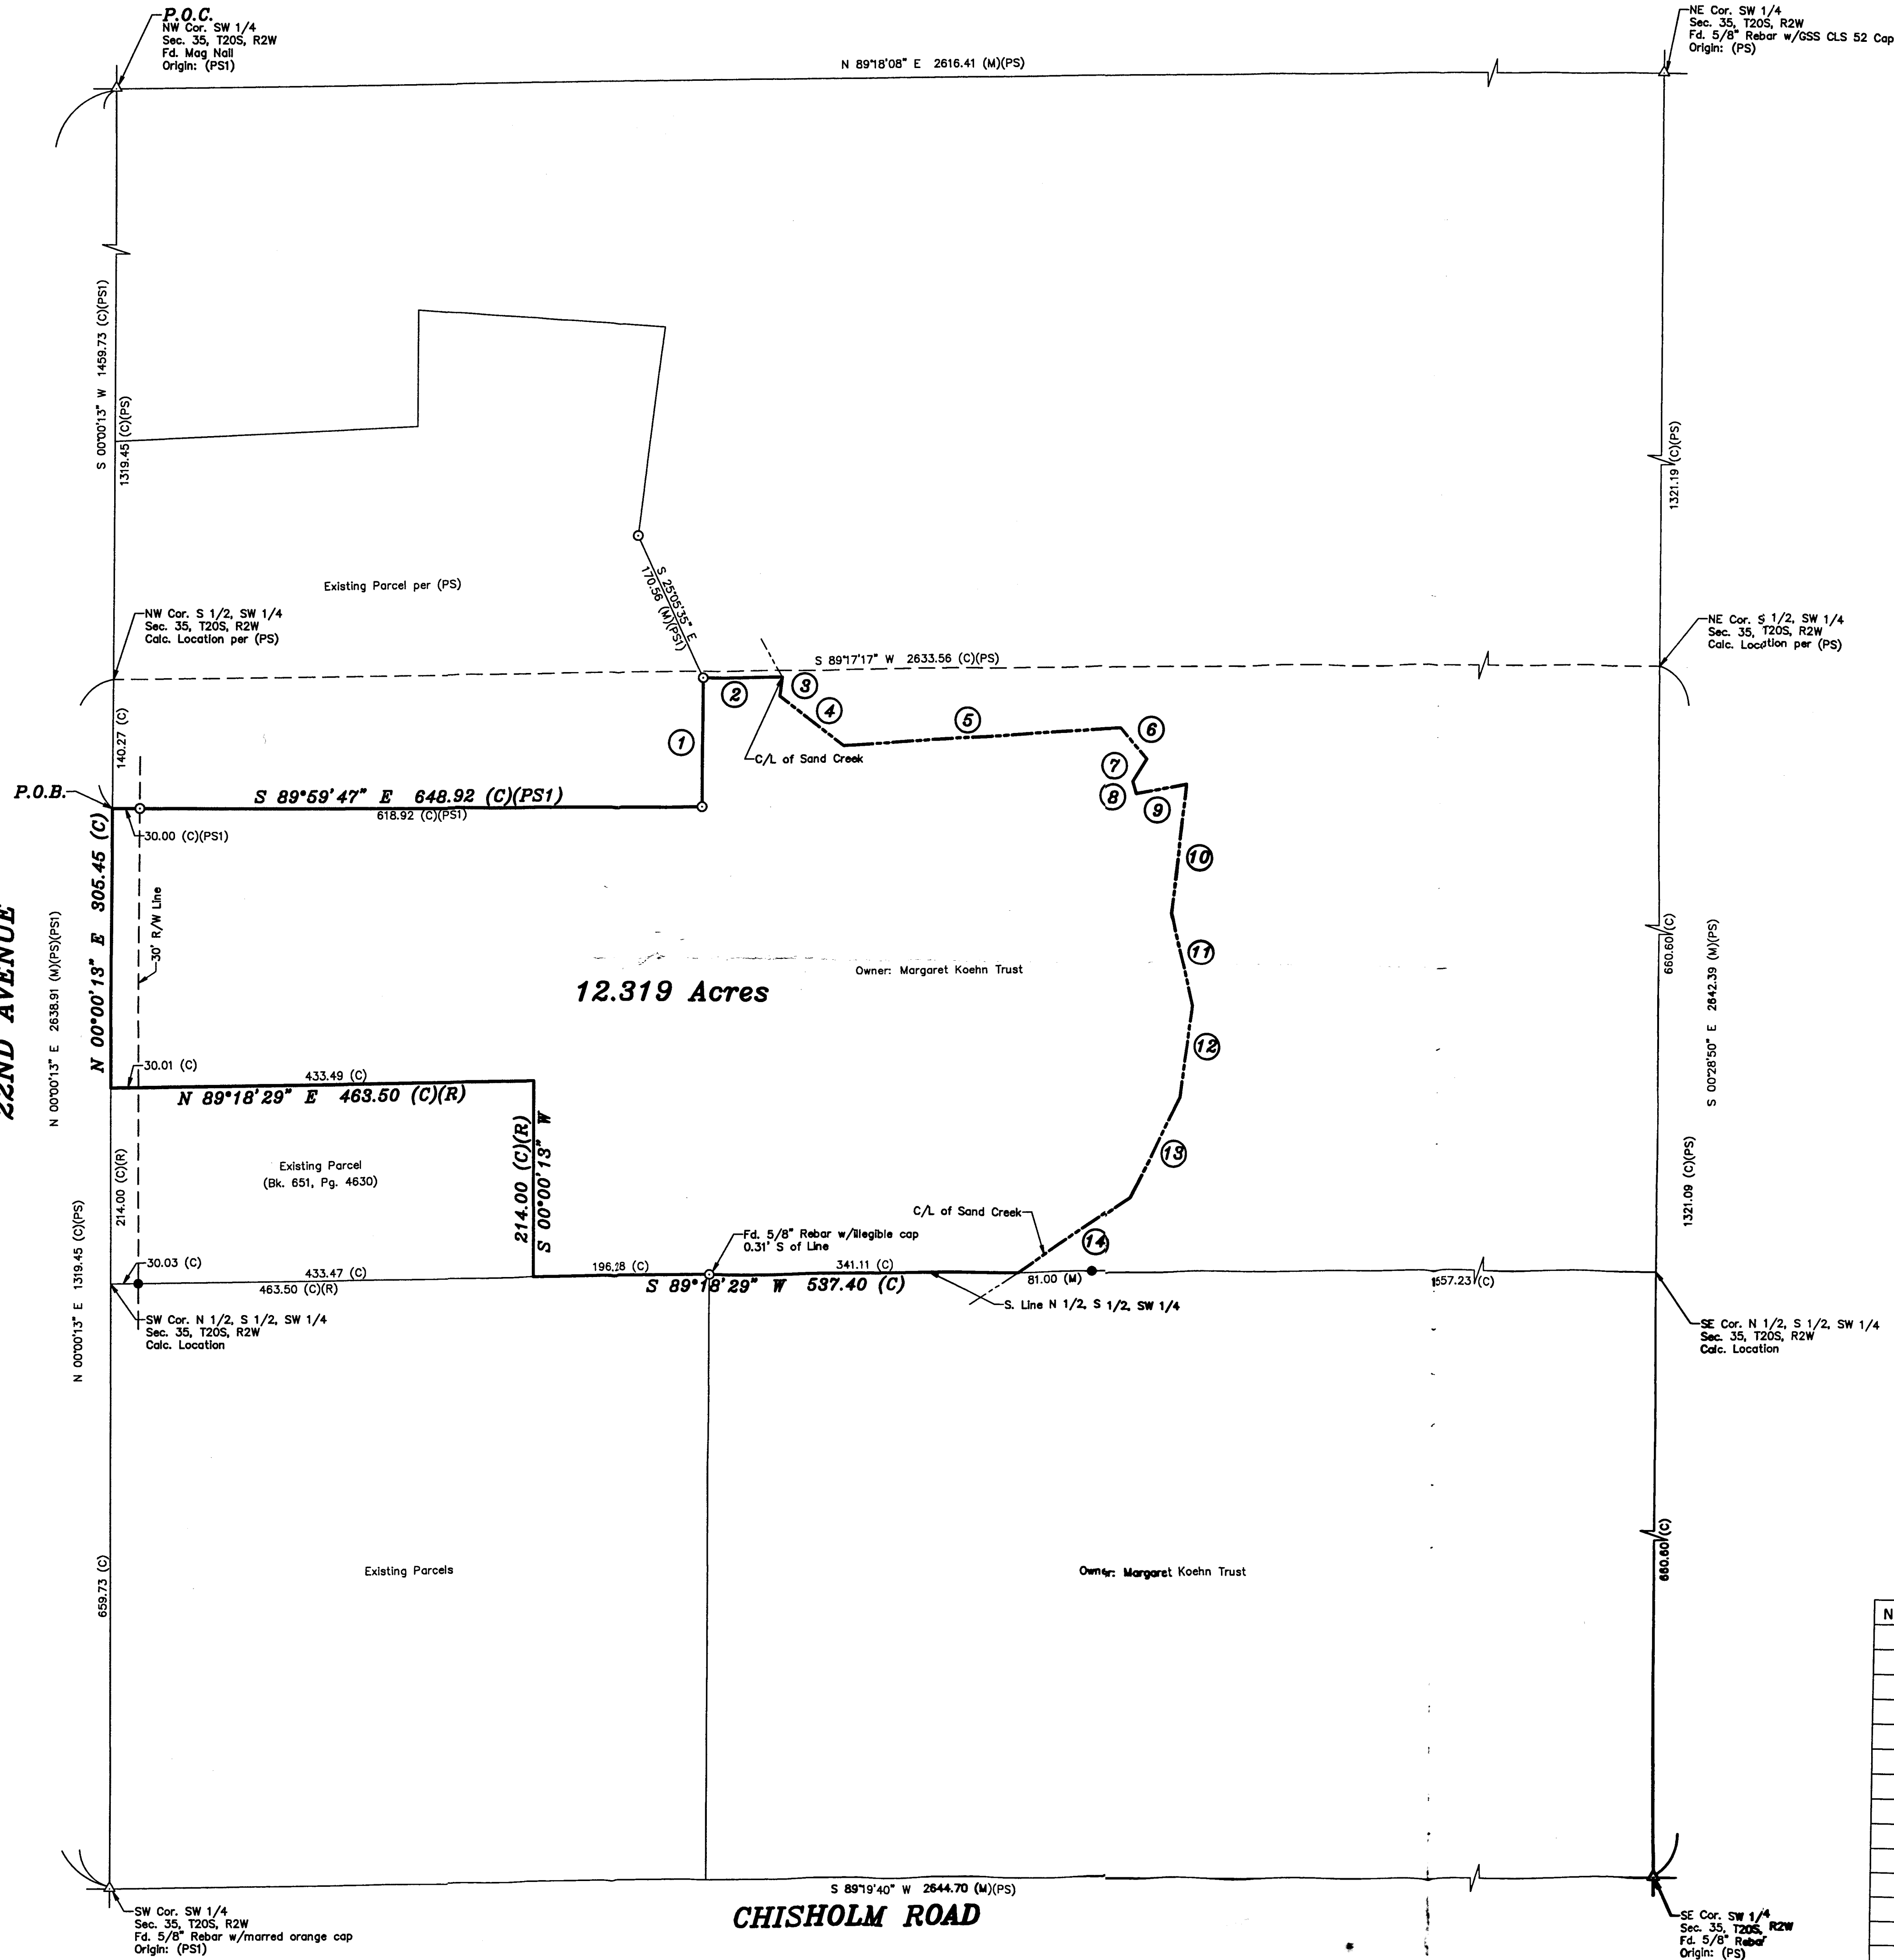 P.O.C.
NW Cor. SW 1/4
Sec. 35, T20S, R2W
Fd. Mag Nail
Origin: (PS1)
NE Cor. SW 1/4
Sec. 35, T20S, R2W
Fd. 5/8" Rebar w/GSS CLS 52 Cap
Origin: (PS)
N 89°18'08" E 2616.41 (M)(PS)
S 00°00'13" W 1459.73 (C)(PS1)
1319.45 (C)(PS)
1321.19 (C)(PS)
Existing Parcel per (PS)
S 25°05'35" E
170.56 (M)(PS1)
NW Cor. S 1/2, SW 1/4
Sec. 35, T20S, R2W
Calc. Location per (PS)
NE Cor. S 1/2, SW 1/4
Sec. 35, T20S, R2W
Calc. Location per (PS)
S 89°17'17" W 2633.56 (C)(PS)
140.27 (C)
1
2
3
4
5
6
7
8
9
10
11
12
13
14
C/L of Sand Creek
P.O.B.
S 89°59'47" E 648.92 (C)(PS1)
618.92 (C)(PS1)
30.00 (C)(PS1)
N 00°00'13" E 305.45 (C)
30' R/W Line
22ND AVENUE
N 00°00'13" E 2638.91 (M)(PS)(PS1)
660.60 (C)
S 00°28'50" E 2642.39 (M)(PS)
Owner: Margaret Koehn Trust
12.319 Acres
30.01 (C)
433.49 (C)
N 89°18'29" E 463.50 (C)(R)
214.00 (C)(R)
Existing Parcel
(Bk. 651, Pg. 4630)
214.00 (C)(R)
S 00°00'13" W
1321.09 (C)(PS)
C/L of Sand Creek
Fd. 5/8" Rebar w/illegible cap
0.31' S of Line
N 00°00'13" E 1319.45 (C)(PS)
30.03 (C)
433.47 (C)
463.50 (C)(R)
196.28 (C)
341.11 (C)
S 89°18'29" W 537.40 (C)
81.00 (M)
1557.23 (C)
S. Line N 1/2, S 1/2, SW 1/4
SW Cor. N 1/2, S 1/2, SW 1/4
Sec. 35, T20S, R2W
Calc. Location
SE Cor. N 1/2, S 1/2, SW 1/4
Sec. 35, T20S, R2W
Calc. Location
659.73 (C)
Existing Parcels
Owner: Margaret Koehn Trust
660.60 (C)
N
S 89°19'40" W 2644.70 (M)(PS)
CHISHOLM ROAD
SW Cor. SW 1/4
Sec. 35, T20S, R2W
Fd. 5/8" Rebar w/marred orange cap
Origin: (PS1)
SE Cor. SW 1/4
Sec. 35, T20S, R2W
Fd. 5/8" Rebar
Origin: (PS)